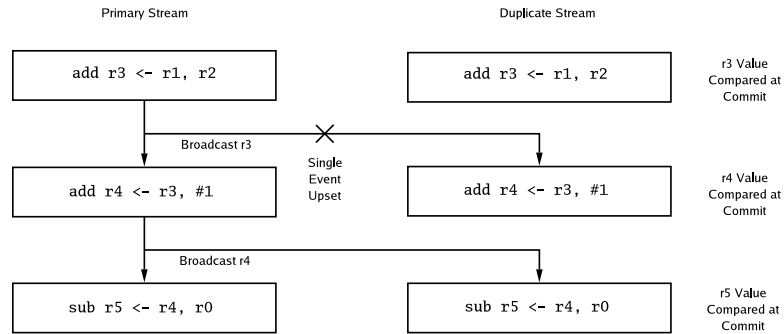 Primary Stream
Duplicate Stream
add r3 <- r1, r2
add r3 <- r1, r2
r3 Value
Compared at
Commit
Broadcast r3
Single
Event
Upset
add r4 <- r3, #1
add r4 <- r3, #1
r4 Value
Compared at
Commit
Broadcast r4
sub r5 <- r4, r0
sub r5 <- r4, r0
r5 Value
Compared at
Commit